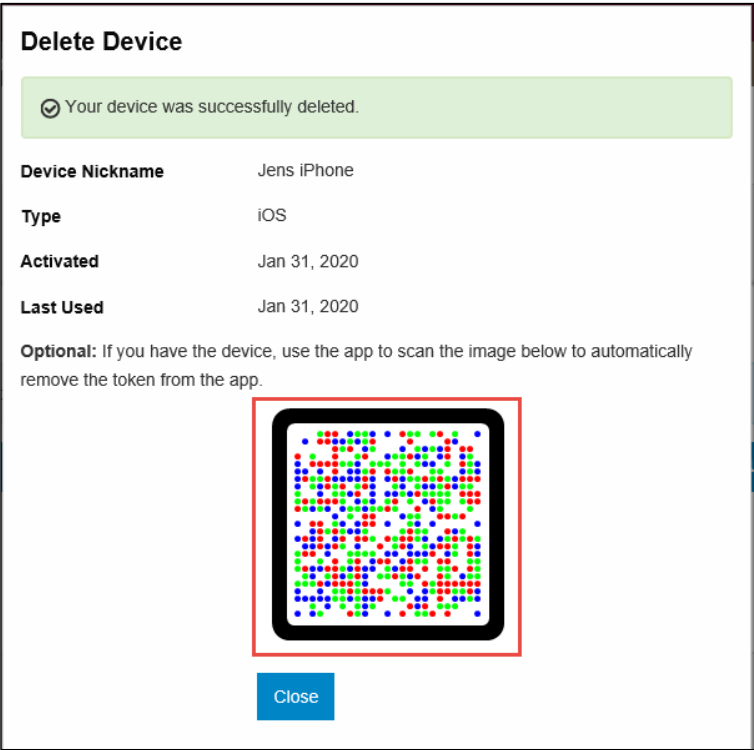 Delete Device
Your device was successfully deleted.
Device Nickname Jens iPhone
Type iOS
Activated Jan 31, 2020
Last Used Jan 31, 2020
Optional: If you have the device, use the app to scan the image below to automatically
remove the token from the app.
Close